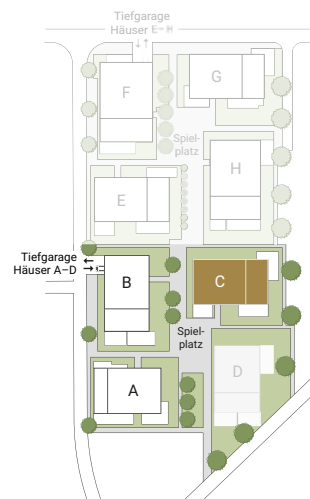 Tiefgarage
Häuser E–H
↓↑
G
F
Spiel-
platz
H
E
Tiefgarage
Häuser A–D
B
C
Spiel-
platz
D
A